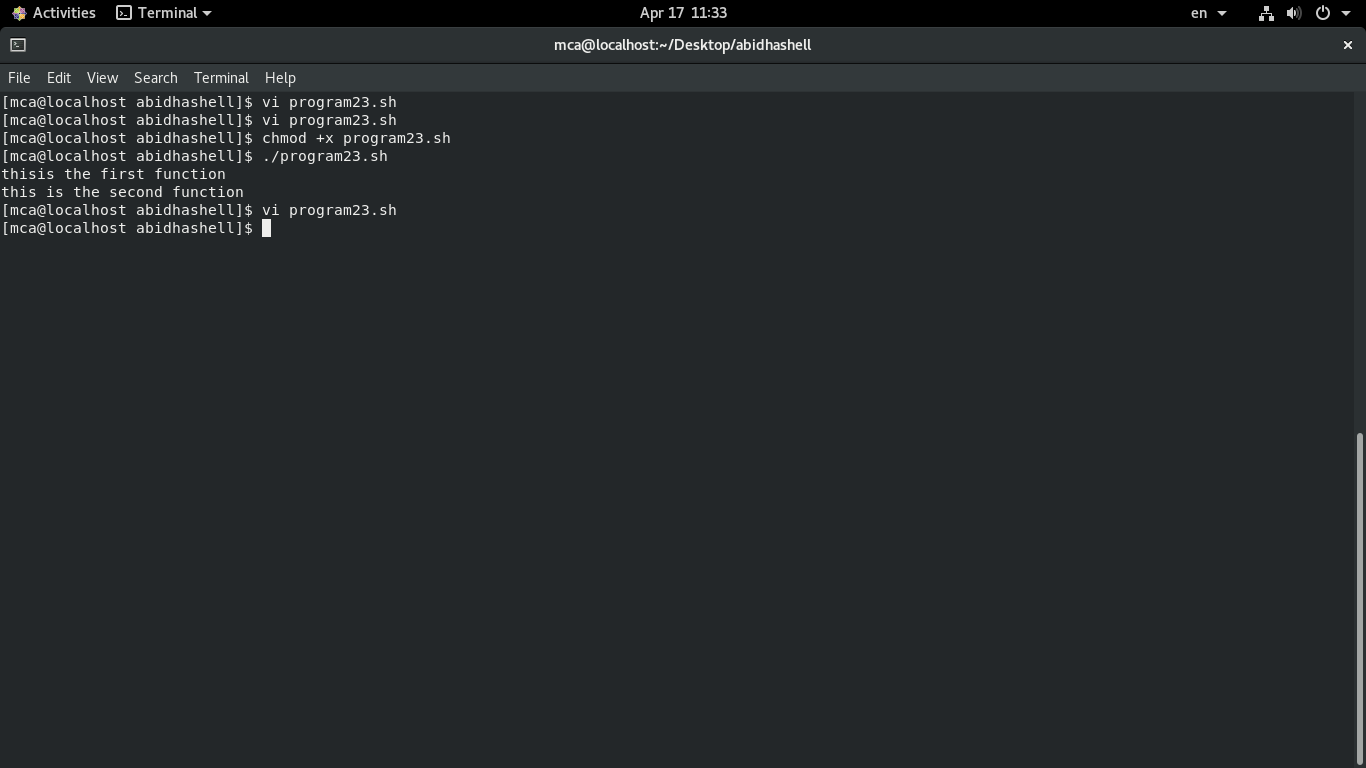 Activities Terminal Apr 17 11:33 en
mca@localhost:~/Desktop/abidhashell
File Edit View Search Terminal Help
[mca@localhost abidhashell]$ vi program23.sh
[mca@localhost abidhashell]$ vi program23.sh
[mca@localhost abidhashell]$ chmod +x program23.sh
[mca@localhost abidhashell]$ ./program23.sh
thisis the first function
this is the second function
[mca@localhost abidhashell]$ vi program23.sh
[mca@localhost abidhashell]$